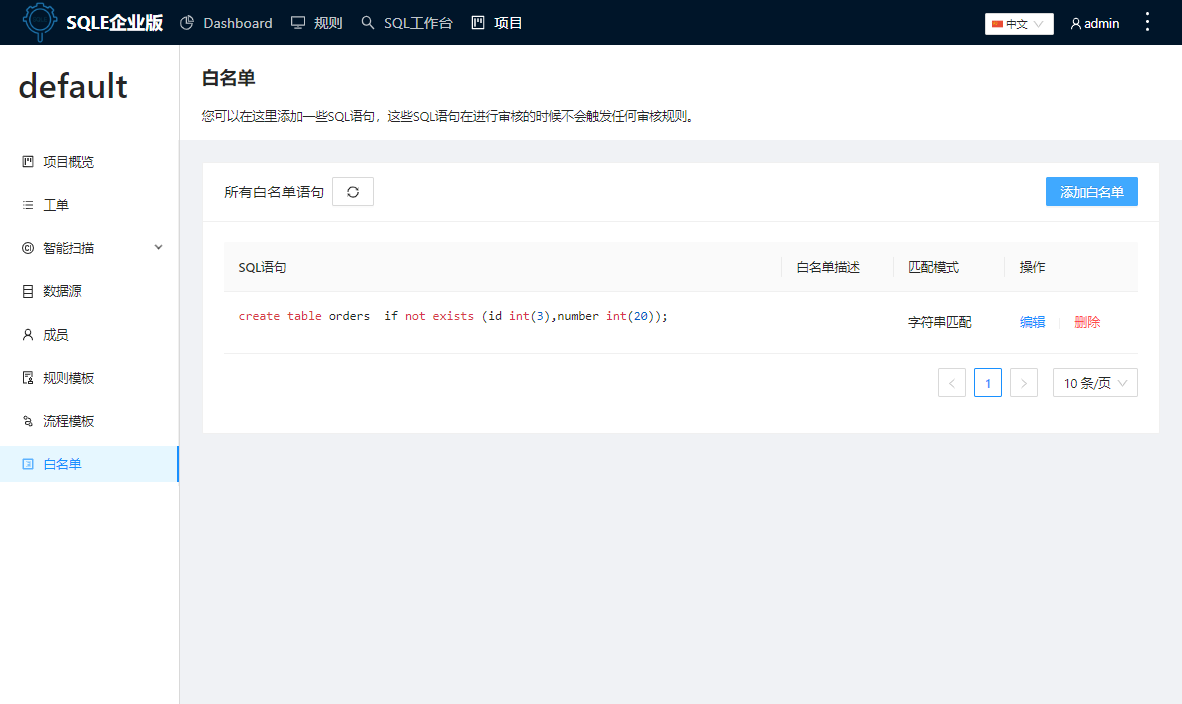 SQLE企业版 Dashboard 规则 SQL工作台 项目 中文 admin
default
项目概览
工单
智能扫描
数据源
成员
规则模板
流程模板
白名单
白名单
您可以在这里添加一些SQL语句，这些SQL语句在进行审核的时候不会触发任何审核规则。
所有白名单语句 添加白名单
SQL语句 白名单描述 匹配模式 操作
create table orders  if not exists (id int(3),number int(20)); 字符串匹配 编辑 删除
< 1 > 10 条/页